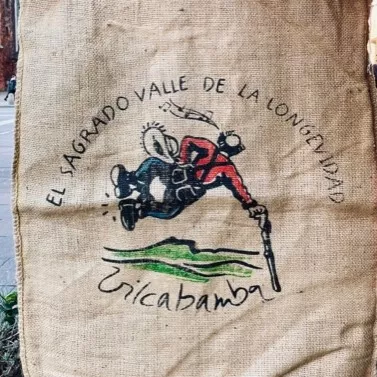 EL SAGRADO VALLE DE LA LONGEVIDAD
Vilcabamba